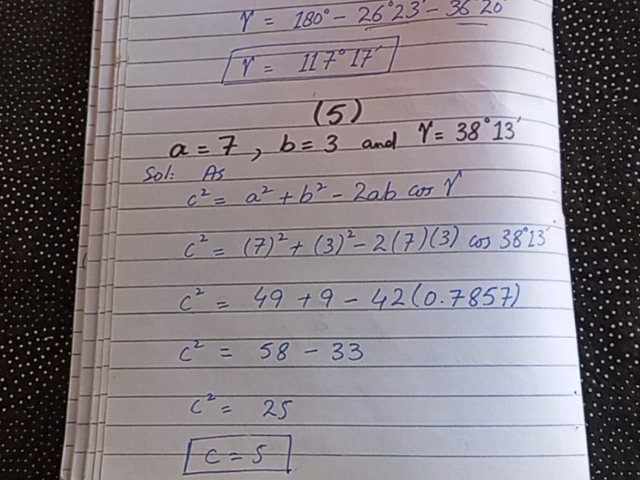 γ = 180° - 26°23' - 36°20'
γ = 117°17'
(5)
a = 7 , b = 3 and γ = 38°13'
Sol: As
c² = a² + b² - 2ab cos γ
c² = (7)² + (3)² - 2(7)(3) cos 38°13'
c² = 49 + 9 - 42(0.7857)
c² = 58 - 33
c² = 25
c = 5